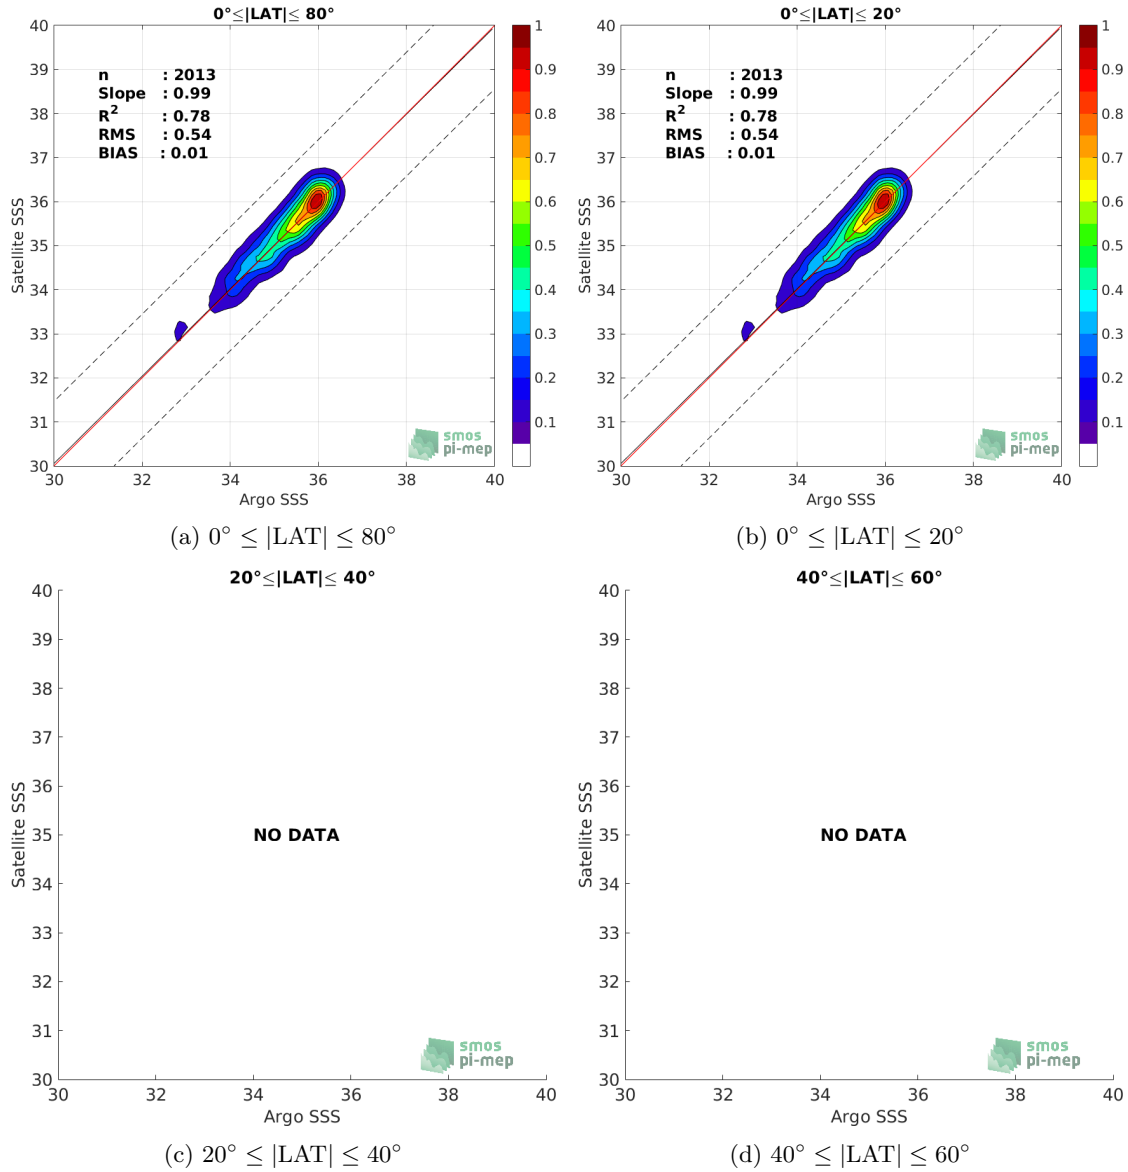 0°≤|LAT|≤ 80°
n : 2013
Slope : 0.99
R2 : 0.78
RMS : 0.54
BIAS : 0.01
40
39
38
37
36
35
34
33
32
31
30
Satellite SSS
30 32 34 36 38 40
Argo SSS
1
0.9
0.8
0.7
0.6
0.5
0.4
0.3
0.2
0.1
smos
pi-mep
(a) 0° ≤ |LAT| ≤ 80°
0°≤|LAT|≤ 20°
n : 2013
Slope : 0.99
R2 : 0.78
RMS : 0.54
BIAS : 0.01
40
39
38
37
36
35
34
33
32
31
30
Satellite SSS
30 32 34 36 38 40
Argo SSS
1
0.9
0.8
0.7
0.6
0.5
0.4
0.3
0.2
0.1
smos
pi-mep
(b) 0° ≤ |LAT| ≤ 20°
20°≤|LAT|≤ 40°
40
39
38
37
36
35
34
33
32
31
30
Satellite SSS
NO DATA
smos
pi-mep
30 32 34 36 38 40
Argo SSS
(c) 20° ≤ |LAT| ≤ 40°
40°≤|LAT|≤ 60°
40
39
38
37
36
35
34
33
32
31
30
Satellite SSS
NO DATA
smos
pi-mep
30 32 34 36 38 40
Argo SSS
(d) 40° ≤ |LAT| ≤ 60°